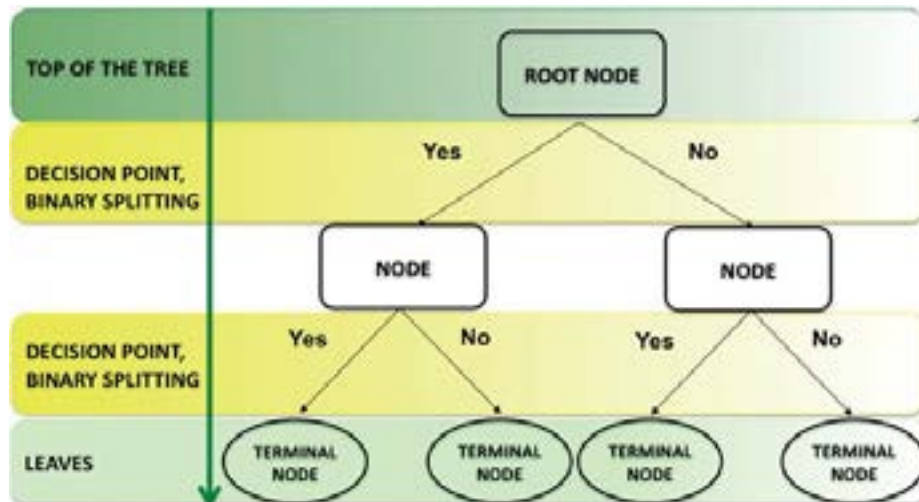 TOP OF THE TREE
ROOT NODE
Yes
No
DECISION POINT,
BINARY SPLITTING
NODE
NODE
Yes
No
Yes
No
DECISION POINT,
BINARY SPLITTING
LEAVES
TERMINAL
NODE
TERMINAL
NODE
TERMINAL
NODE
TERMINAL
NODE